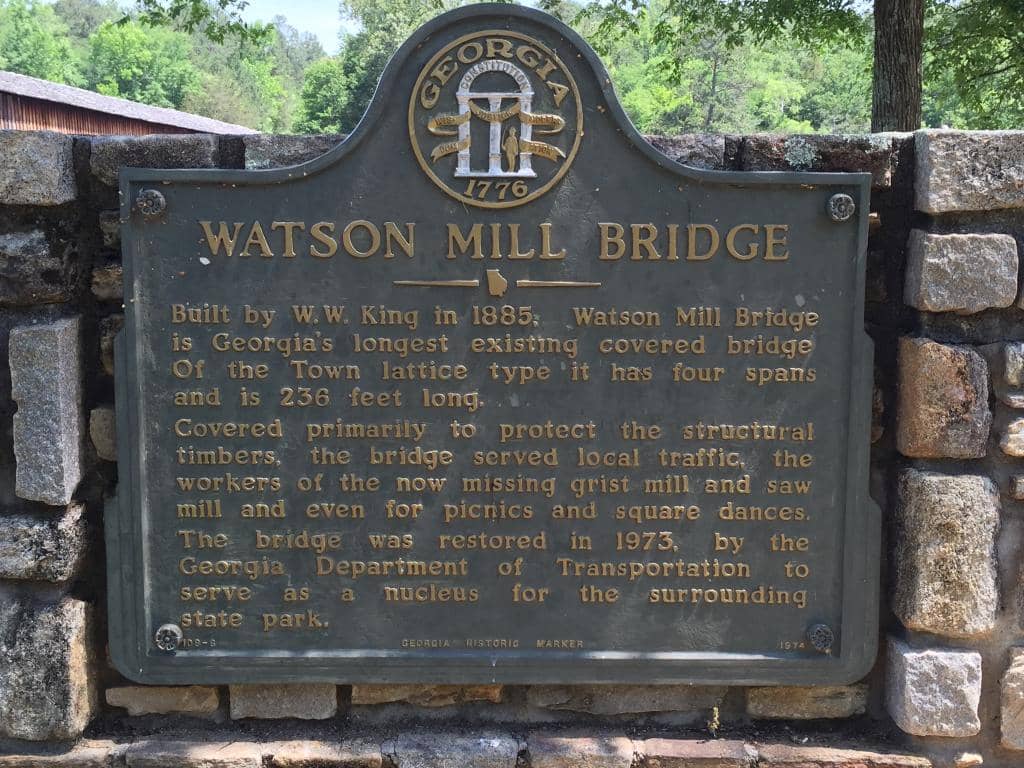 GEORGIA
CONSTITUTION
1776
WATSON MILL BRIDGE
Built by W.W. King in 1885, Watson Mill Bridge
is Georgia's longest existing covered bridge
Of the Town lattice type it has four spans
and is 236 feet long.
Covered primarily to protect the structural
timbers, the bridge served local traffic, the
workers of the now missing grist mill and saw
mill and even for picnics and square dances.
The bridge was restored in 1973, by the
Georgia Department of Transportation to
serve as a nucleus for the surrounding
state park.
109-6 GEORGIA HISTORIC MARKER 1974